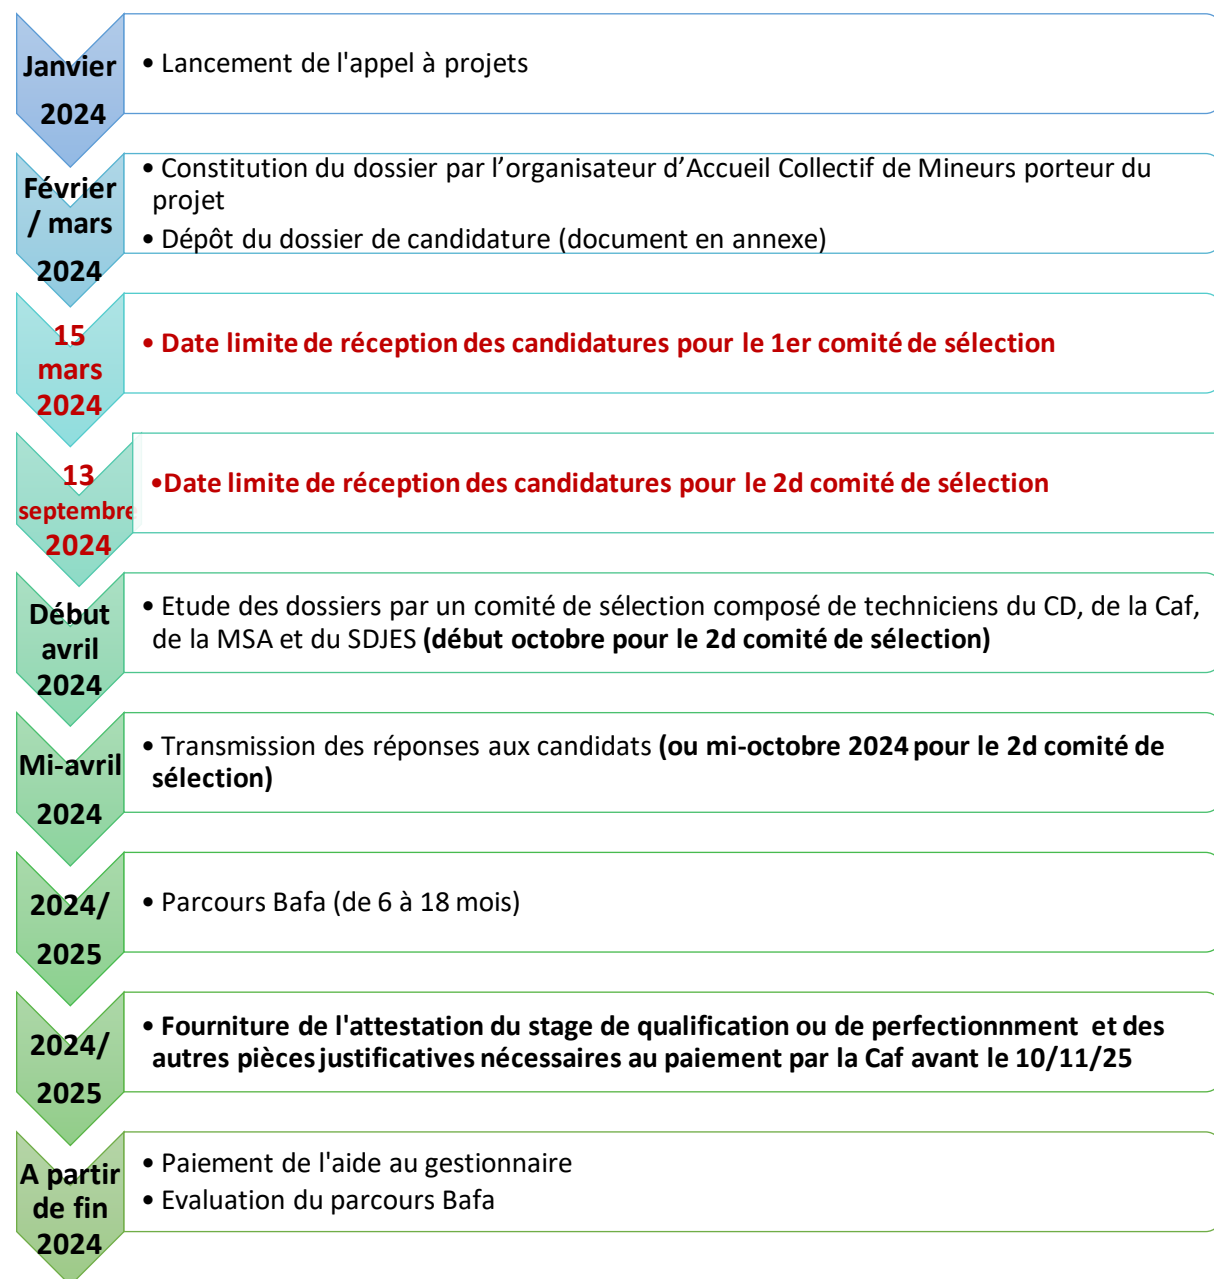 Janvier
2024
• Lancement de l'appel à projets
Février
/ mars
2024
• Constitution du dossier par l’organisateur d’Accueil Collectif de Mineurs porteur du
projet
• Dépôt du dossier de candidature (document en annexe)
15
mars
2024
• Date limite de réception des candidatures pour le 1er comité de sélection
13
septembre
2024
•Date limite de réception des candidatures pour le 2d comité de sélection
Début
avril
2024
• Etude des dossiers par un comité de sélection composé de techniciens du CD, de la Caf,
de la MSA et du SDJES (début octobre pour le 2d comité de sélection)
Mi-avril
2024
• Transmission des réponses aux candidats (ou mi-octobre 2024 pour le 2d comité de
sélection)
2024/
2025
• Parcours Bafa (de 6 à 18 mois)
2024/
2025
• Fourniture de l'attestation du stage de qualification ou de perfectionnment et des
autres pièces justificatives nécessaires au paiement par la Caf avant le 10/11/25
A partir
de fin
2024
• Paiement de l'aide au gestionnaire
• Evaluation du parcours Bafa